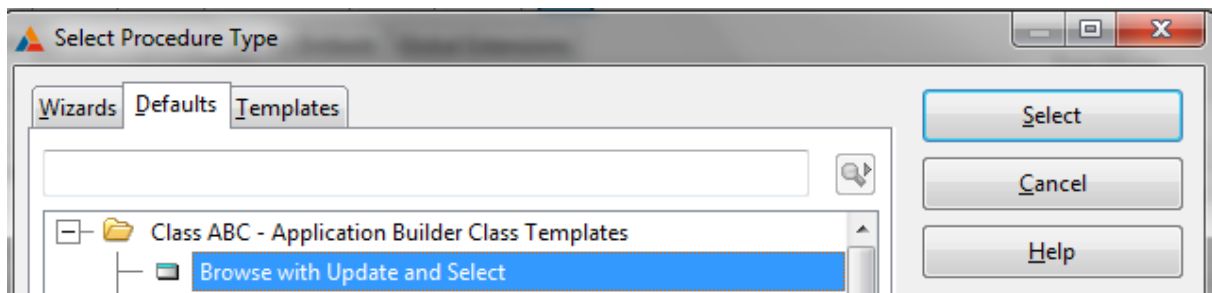 Select Procedure Type
Wizards Defaults Templates
Select
Cancel
Class ABC - Application Builder Class Templates
Browse with Update and Select
Help